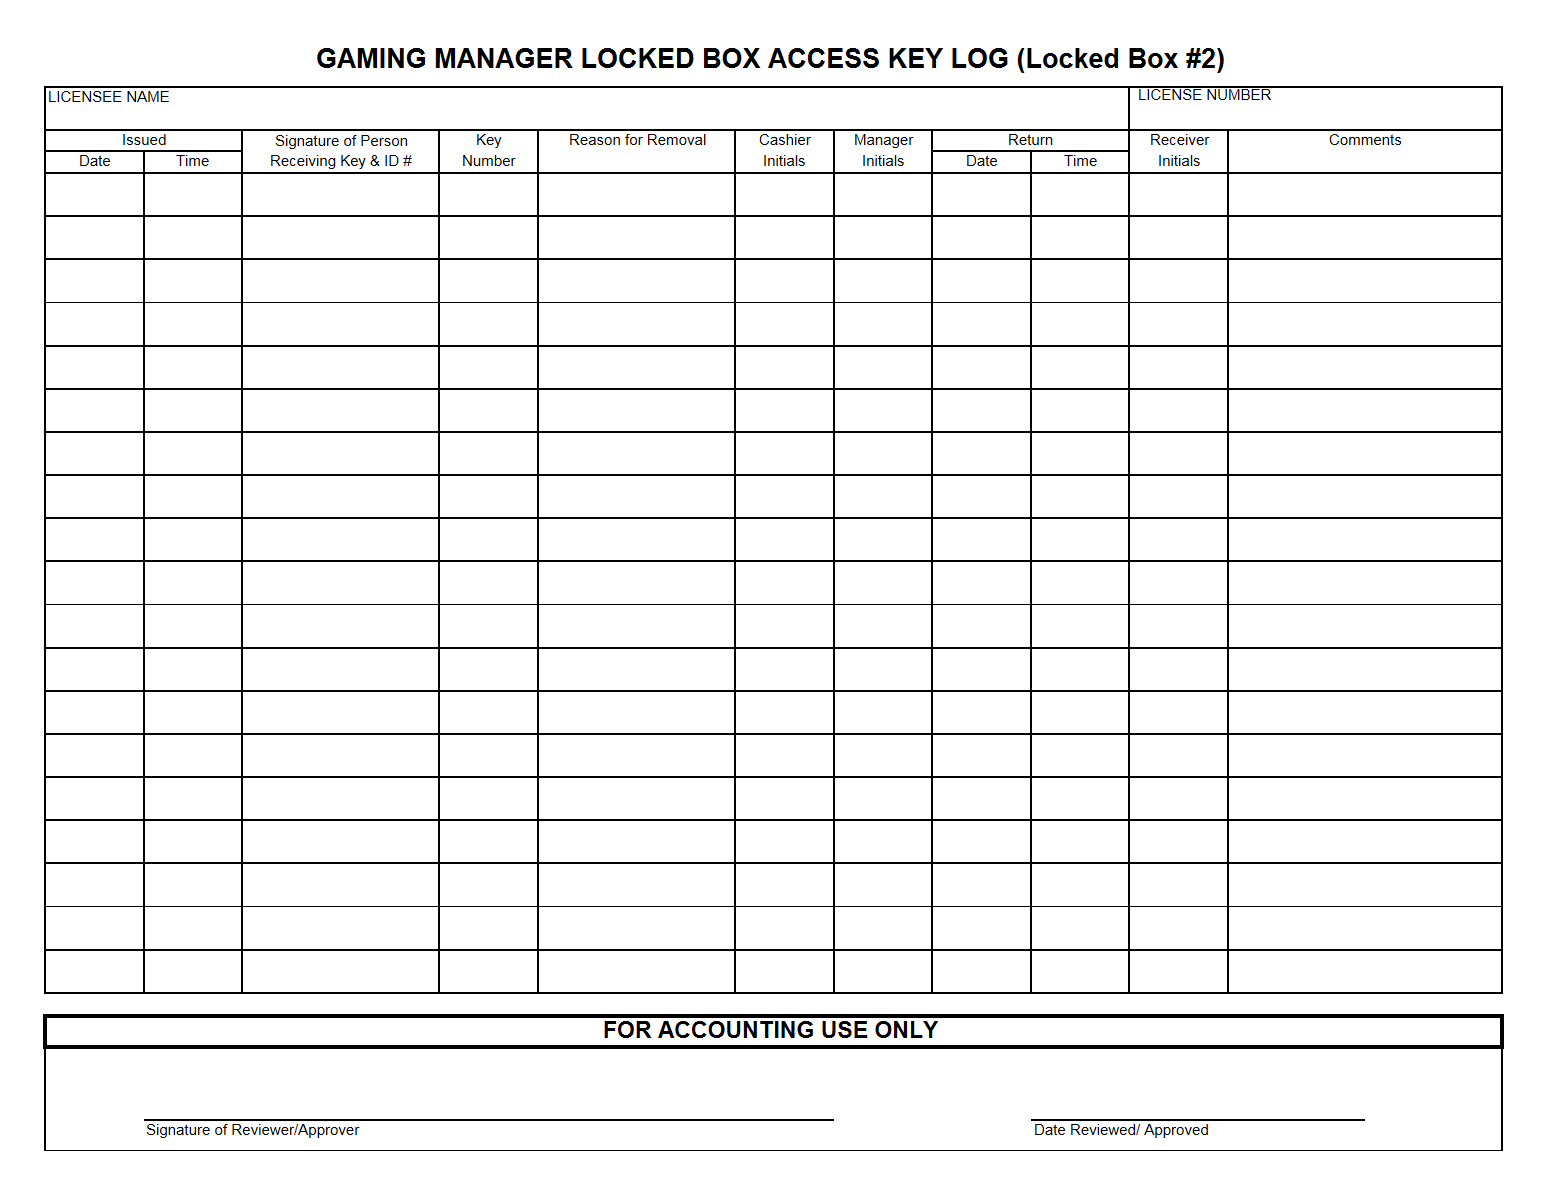 GAMING MANAGER LOCKED BOX ACCESS KEY LOG (Locked Box #2)
LICENSEE NAME
LICENSE NUMBER
Issued
Date
Time
Signature of Person
Receiving Key & ID #
Key
Number
Reason for Removal
Cashier
Initials
Manager
Initials
Return
Date
Time
Receiver
Initials
Comments
FOR ACCOUNTING USE ONLY
Signature of Reviewer/Approver
Date Reviewed/ Approved